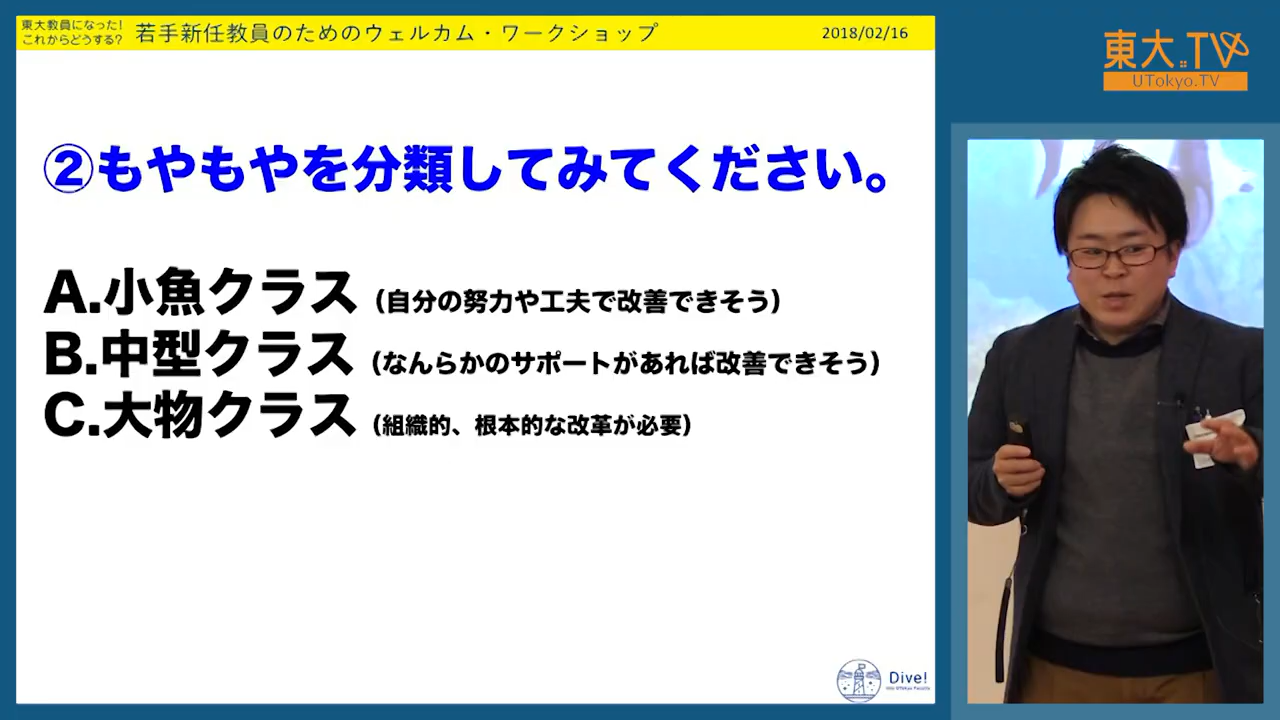 東大教員になった!
これからどうする?
若手新任教員のためのウェルカム・ワークショップ
2018/02/16
東大.TV
UTokyo.TV
②もやもやを分類してみてください。
A.小魚クラス（自分の努力や工夫で改善できそう）
B.中型クラス（なんらかのサポートがあれば改善できそう）
C.大物クラス（組織的、根本的な改革が必要）
Dive!
into UTokyo Faculty